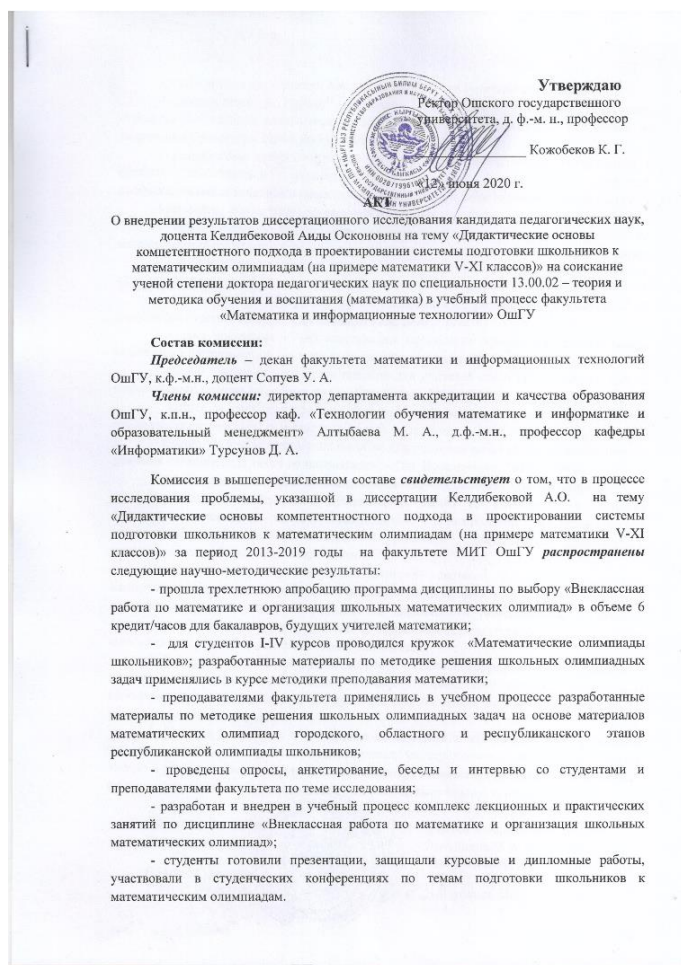 Утверждаю
Ректор Ошского государственного
университета, д. ф.-м. н., профессор
Кожобеков К. Г.
«12» июня 2020 г.
АКТ
О внедрении результатов диссертационного исследования кандидата педагогических наук,
доцента Келдибековой Аиды Осконовны на тему «Дидактические основы
компетентностного подхода в проектировании системы подготовки школьников к
математическим олимпиадам (на примере математики V-XI классов)» на соискание
ученой степени доктора педагогических наук по специальности 13.00.02 – теория и
методика обучения и воспитания (математика) в учебный процесс факультета
«Математика и информационные технологии» ОшГУ
Состав комиссии:
Председатель – декан факультета математики и информационных технологий
ОшГУ, к.ф.-м.н., доцент Сопуев У. А.
Члены комиссии: директор департамента аккредитации и качества образования
ОшГУ, к.п.н., профессор каф. «Технологии обучения математике и информатике и
образовательный менеджмент» Алтыбаева М. А., д.ф.-м.н., профессор кафедры
«Информатики» Турсунов Д. А.
Комиссия в вышеперечисленном составе свидетельствует о том, что в процессе
исследования проблемы, указанной в диссертации Келдибековой А.О. на тему
«Дидактические основы компетентностного подхода в проектировании системы
подготовки школьников к математическим олимпиадам (на примере математики V-XI
классов)» за период 2013-2019 годы на факультете МИТ ОшГУ распространены
следующие научно-методические результаты:
- прошла трехлетнюю апробацию программа дисциплины по выбору «Внеклассная
работа по математике и организация школьных математических олимпиад» в объеме 6
кредит/часов для бакалавров, будущих учителей математики;
- для студентов I-IV курсов проводился кружок «Математические олимпиады
школьников»; разработанные материалы по методике решения школьных олимпиадных
задач применялись в курсе методики преподавания математики;
- преподавателями факультета применялись в учебном процессе разработанные
материалы по методике решения школьных олимпиадных задач на основе материалов
математических олимпиад городского, областного и республиканского этапов
республиканской олимпиады школьников;
- проведены опросы, анкетирование, беседы и интервью со студентами и
преподавателями факультета по теме исследования;
- разработан и внедрен в учебный процесс комплекс лекционных и практических
занятий по дисциплине «Внеклассная работа по математике и организация школьных
математических олимпиад»;
- студенты готовили презентации, защищали курсовые и дипломные работы,
участвовали в студенческих конференциях по темам подготовки школьников к
математическим олимпиадам.